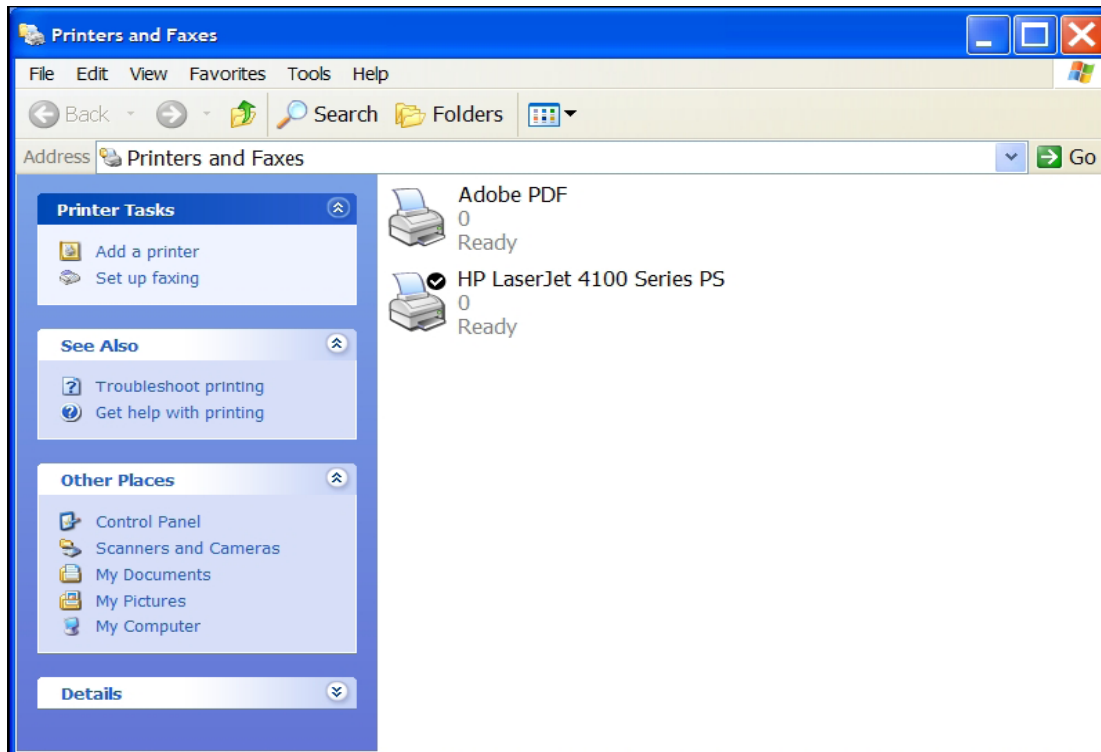 Printers and Faxes
File Edit View Favorites Tools Help
Back Search Folders
Address Printers and Faxes Go
Printer Tasks
Add a printer
Set up faxing
See Also
Troubleshoot printing
Get help with printing
Other Places
Control Panel
Scanners and Cameras
My Documents
My Pictures
My Computer
Details
Adobe PDF
0
Ready
HP LaserJet 4100 Series PS
0
Ready